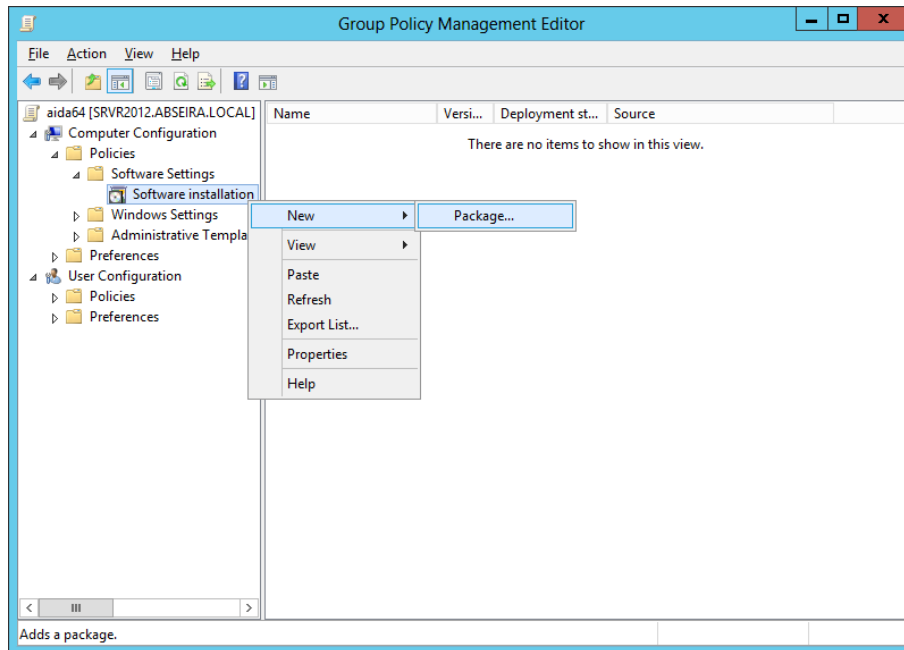 Group Policy Management Editor
File Action View Help
aida64 [SRVR2012.ABSEIRA.LOCAL]
Name Versi... Deployment st... Source
Computer Configuration
There are no items to show in this view.
Policies
Software Settings
Software installation
Windows Settings
Administrative Templa
Preferences
User Configuration
Policies
Preferences
New
Package...
View
Paste
Refresh
Export List...
Properties
Help
Adds a package.